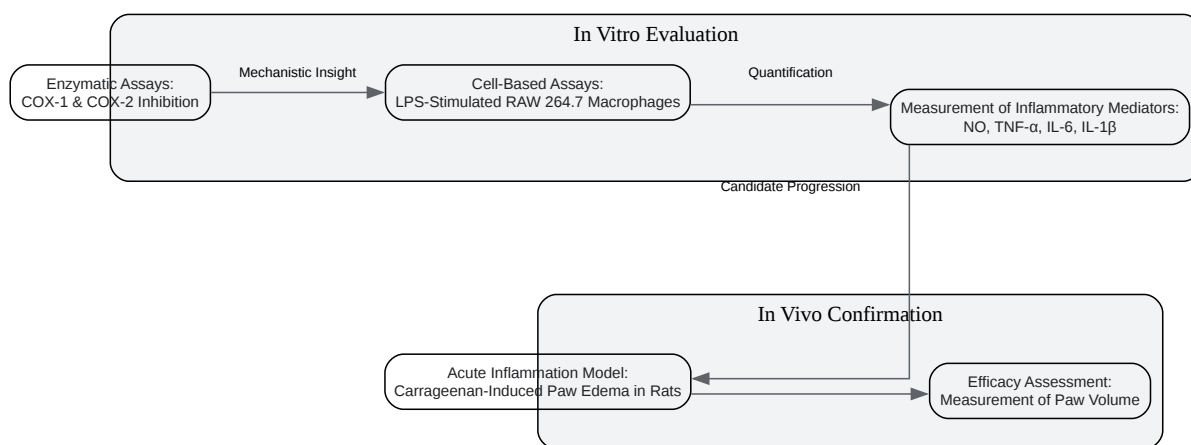 In Vitro Evaluation
Enzymatic Assays:
COX-1 & COX-2 Inhibition
Mechanistic Insight
Cell-Based Assays:
LPS-Stimulated RAW 264.7 Macrophages
Quantification
Measurement of Inflammatory Mediators:
NO, TNF-α, IL-6, IL-1β
Candidate Progression
In Vivo Confirmation
Acute Inflammation Model:
Carrageenan-Induced Paw Edema in Rats
Efficacy Assessment:
Measurement of Paw Volume